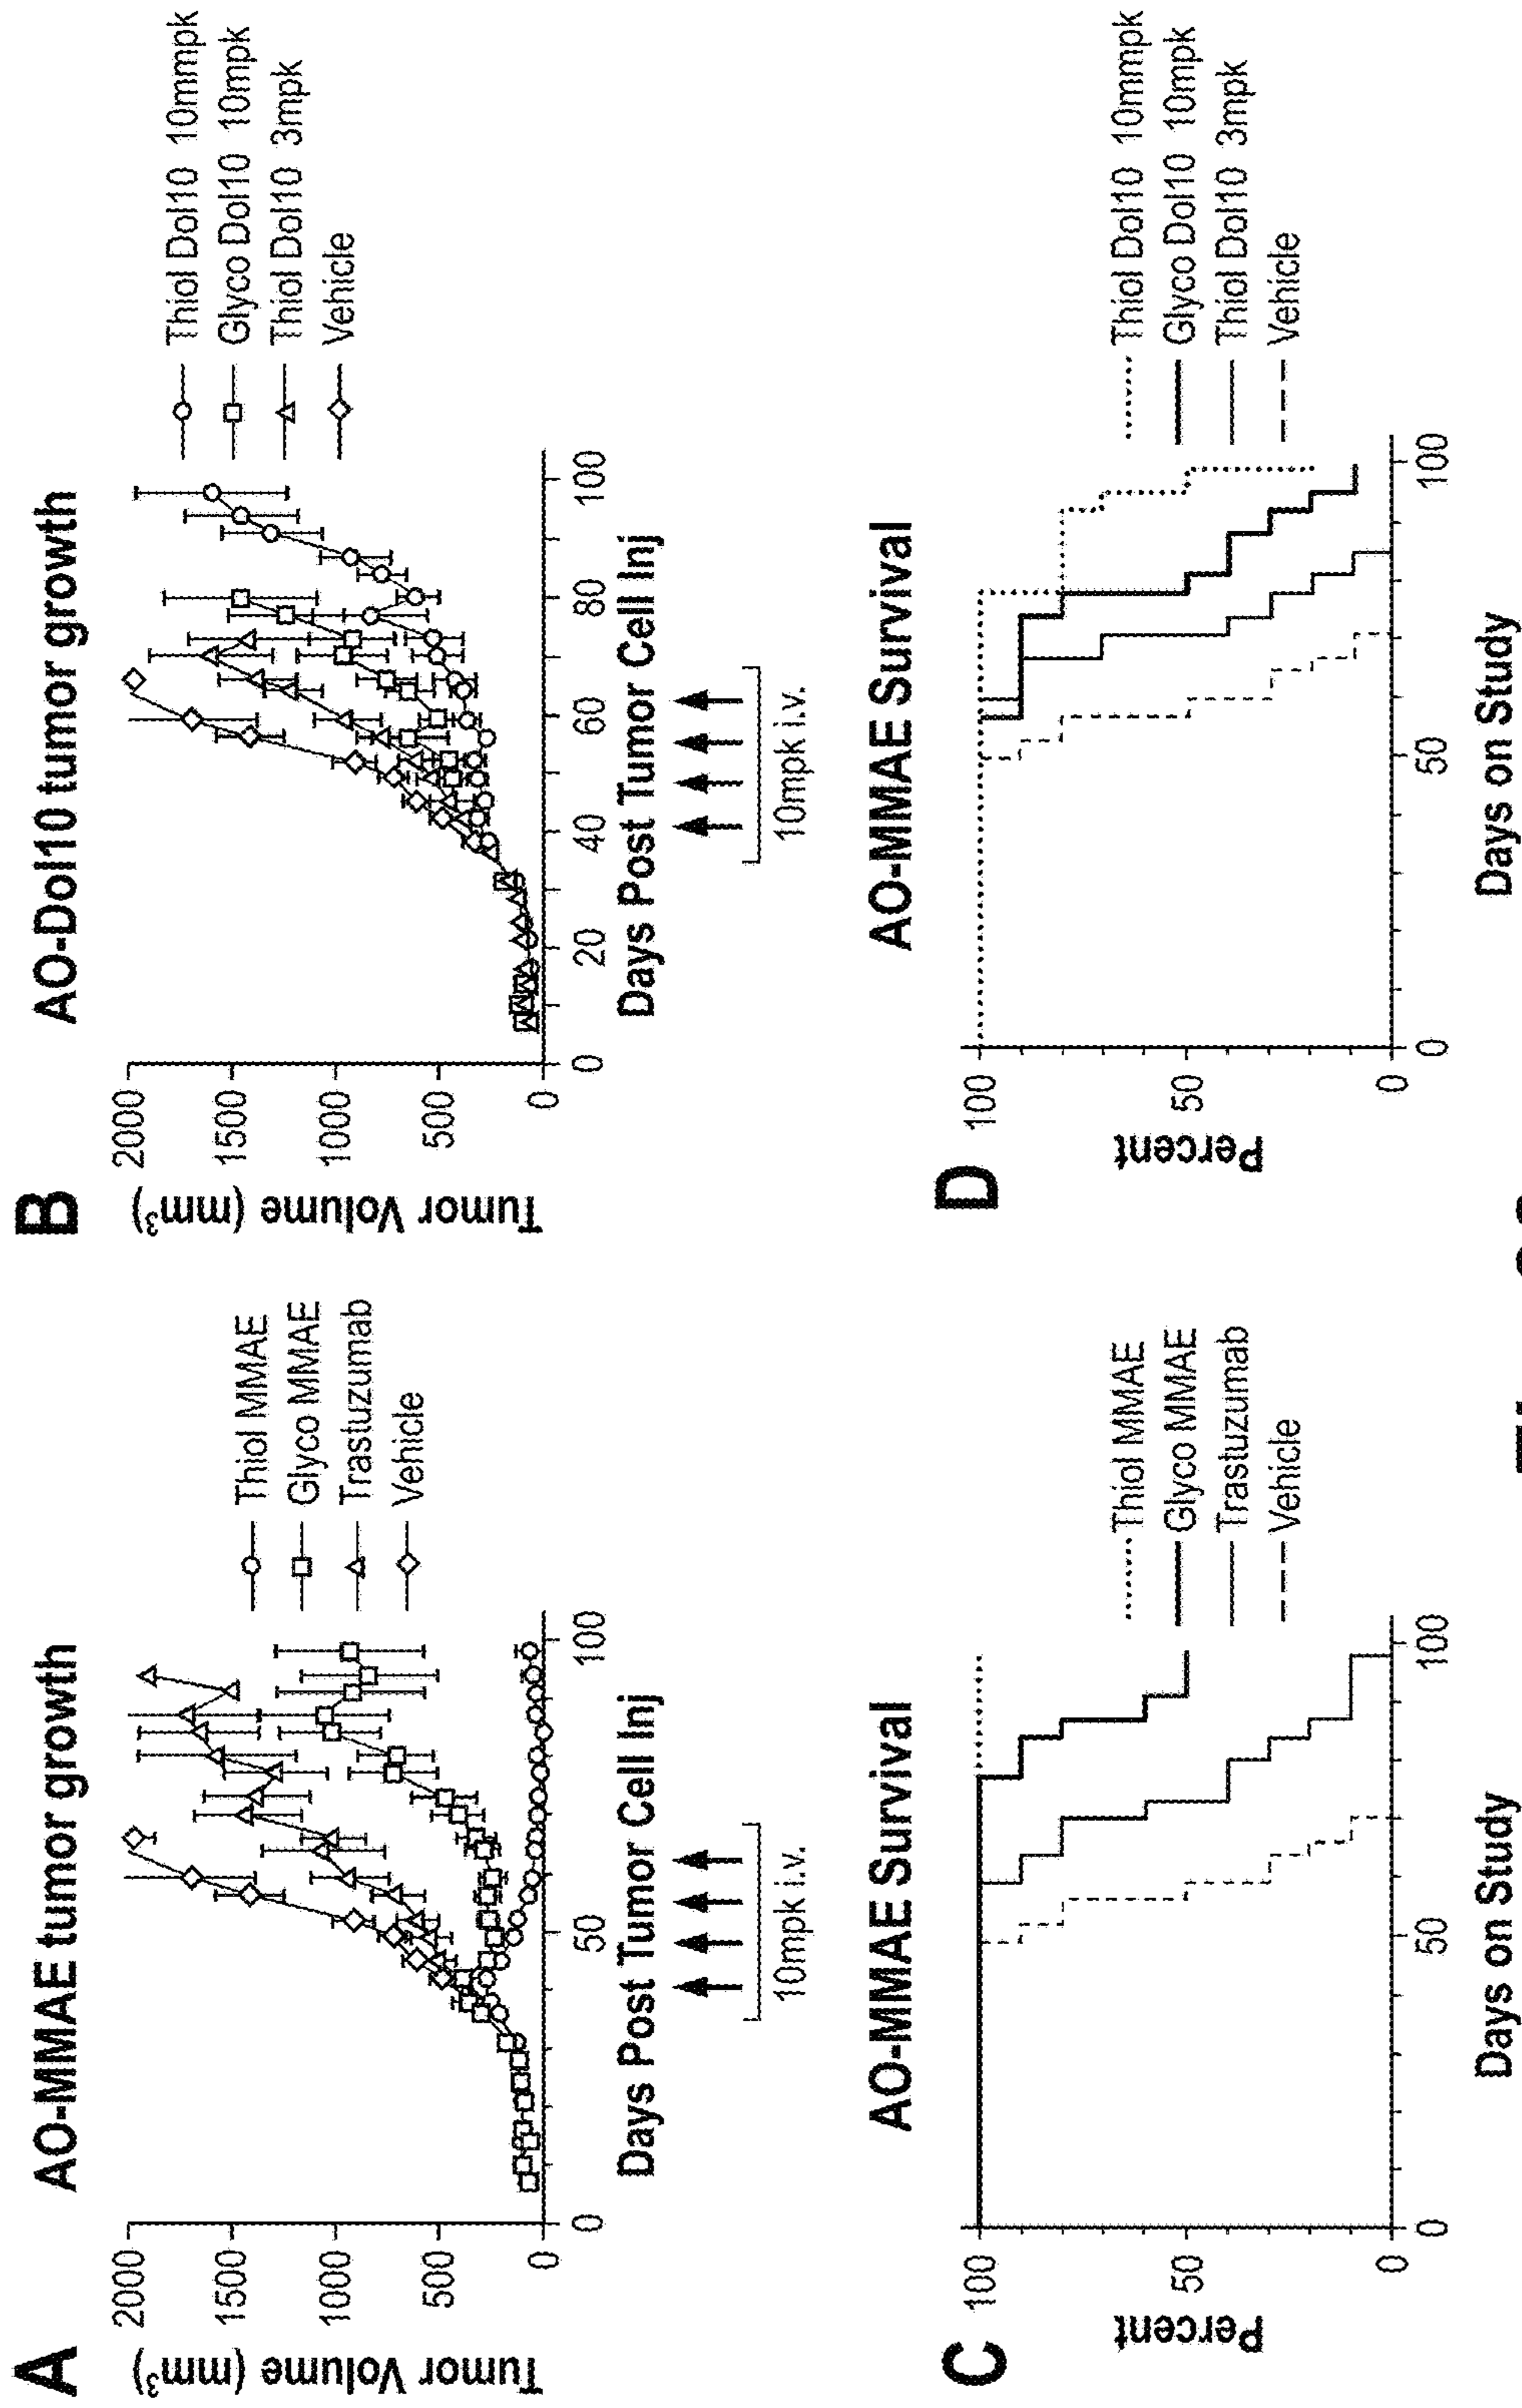 A
AO-MMAE tumor growth
Tumor Volume (mm³)
2000
1500
1000
500
0
0
50
100
Days Post Tumor Cell Inj
10mpk i.v.
Thiol MMAE
Glyco MMAE
Trastuzumab
Vehicle
B
AO-Dol10 tumor growth
Tumor Volume (mm³)
2000
1500
1000
500
0
0
20
40
60
80
100
Days Post Tumor Cell Inj
10mpk i.v.
Thiol Dol10 10mmpk
Glyco Dol10 10mpk
Thiol Dol10 3mpk
Vehicle
C
AO-MMAE Survival
Percent
100
50
0
0
50
100
Days on Study
Thiol MMAE
Glyco MMAE
Trastuzumab
Vehicle
D
AO-MMAE Survival
Percent
100
50
0
0
50
100
Days on Study
Thiol Dol10 10mmpk
Glyco Dol10 10mpk
Thiol Dol10 3mpk
Vehicle